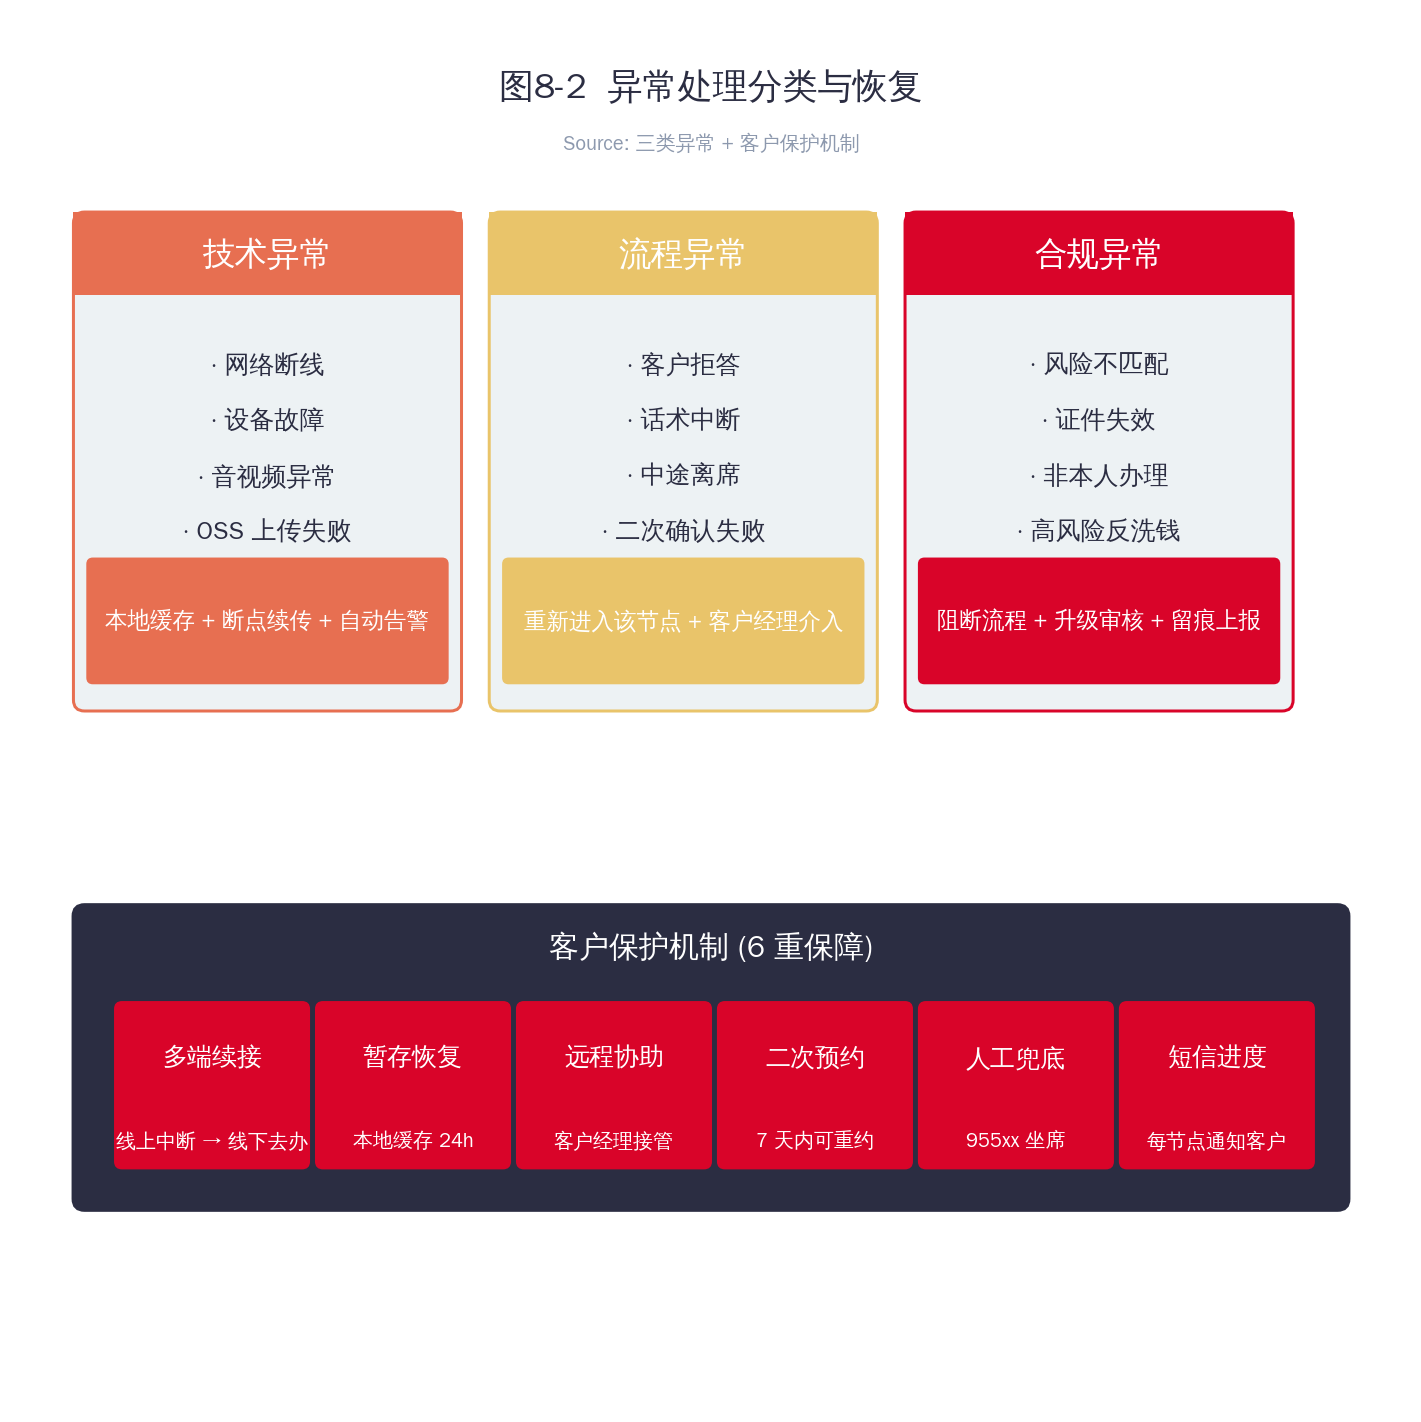 图8-2 异常处理分类与恢复
Source: 三类异常 + 客户保护机制
技术异常
· 网络断线
· 设备故障
· 音视频异常
· OSS 上传失败
本地缓存 + 断点续传 + 自动告警
流程异常
· 客户拒答
· 话术中断
· 中途离席
· 二次确认失败
重新进入该节点 + 客户经理介入
合规异常
· 风险不匹配
· 证件失效
· 非本人办理
· 高风险反洗钱
阻断流程 + 升级审核 + 留痕上报
客户保护机制 (6 重保障)
多端续接
线上中断 → 线下去办
暂存恢复
本地缓存 24h
远程协助
客户经理接管
二次预约
7 天内可重约
人工兜底
955xx 坐席
短信进度
每节点通知客户